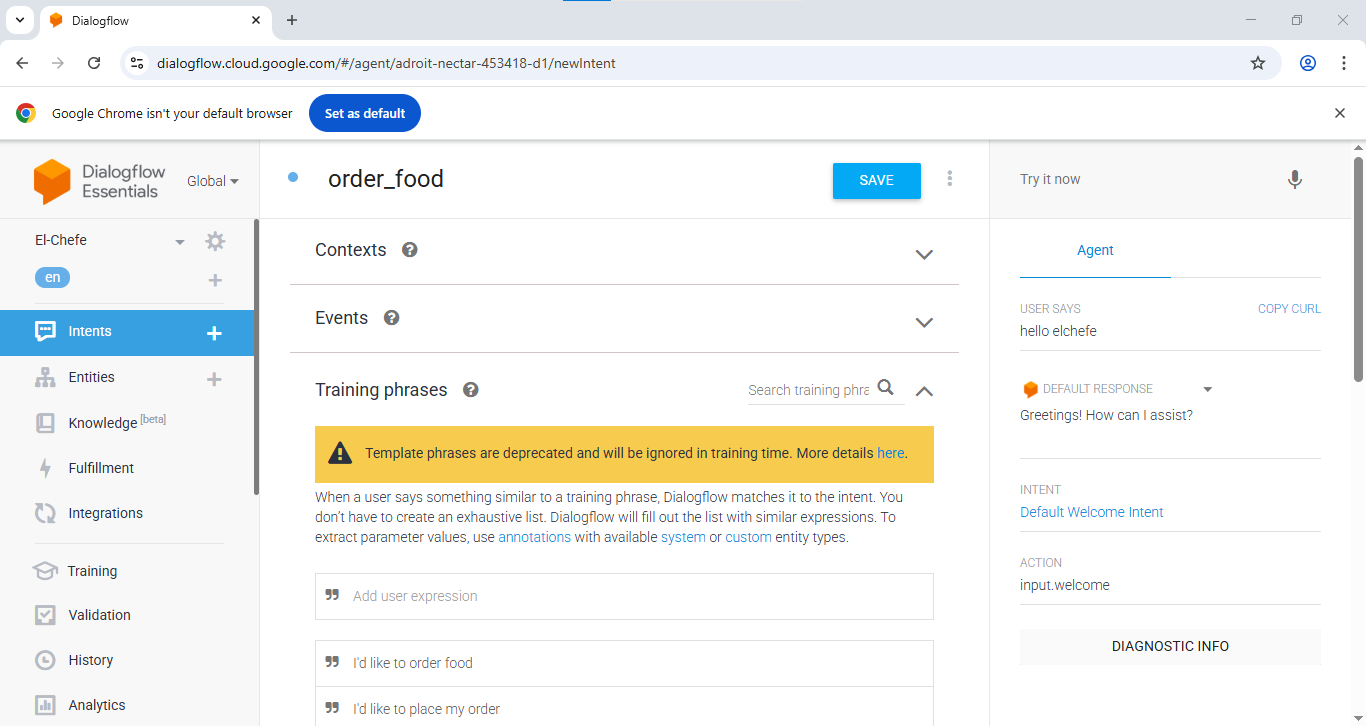 Dialogflow
dialogflow.cloud.google.com/#/agent/adroit-nectar-453418-d1/newIntent
Google Chrome isn't your default browser
Set as default
Dialogflow
Essentials
Global
El-Chefe
en
Intents
Entities
Knowledge [beta]
Fulfillment
Integrations
Training
Validation
History
Analytics
order_food
SAVE
Contexts
Events
Training phrases
Search training phra
Template phrases are deprecated and will be ignored in training time. More details here.
When a user says something similar to a training phrase, Dialogflow matches it to the intent. You
don't have to create an exhaustive list. Dialogflow will fill out the list with similar expressions. To
extract parameter values, use annotations with available system or custom entity types.
Add user expression
I'd like to order food
I'd like to place my order
Try it now
Agent
USER SAYS
COPY CURL
hello elchefe
DEFAULT RESPONSE
Greetings! How can I assist?
INTENT
Default Welcome Intent
ACTION
input.welcome
DIAGNOSTIC INFO